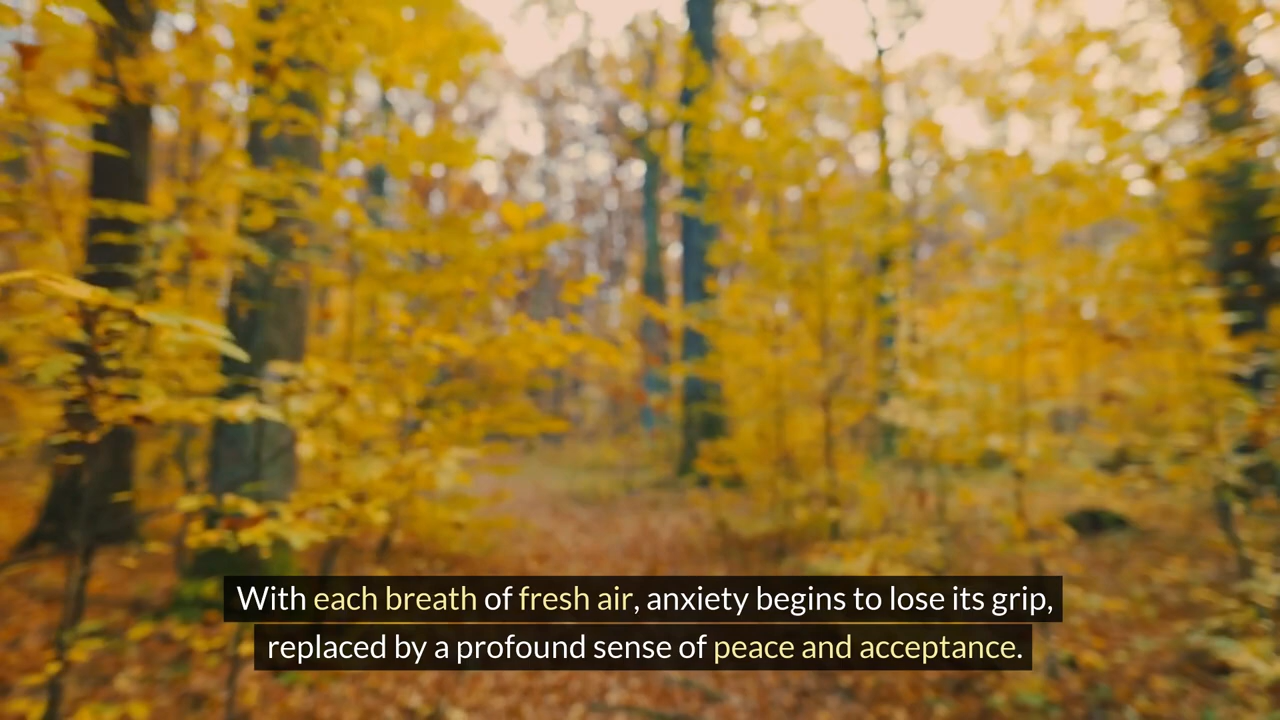 With each breath of fresh air, anxiety begins to lose its grip,
replaced by a profound sense of peace and acceptance.